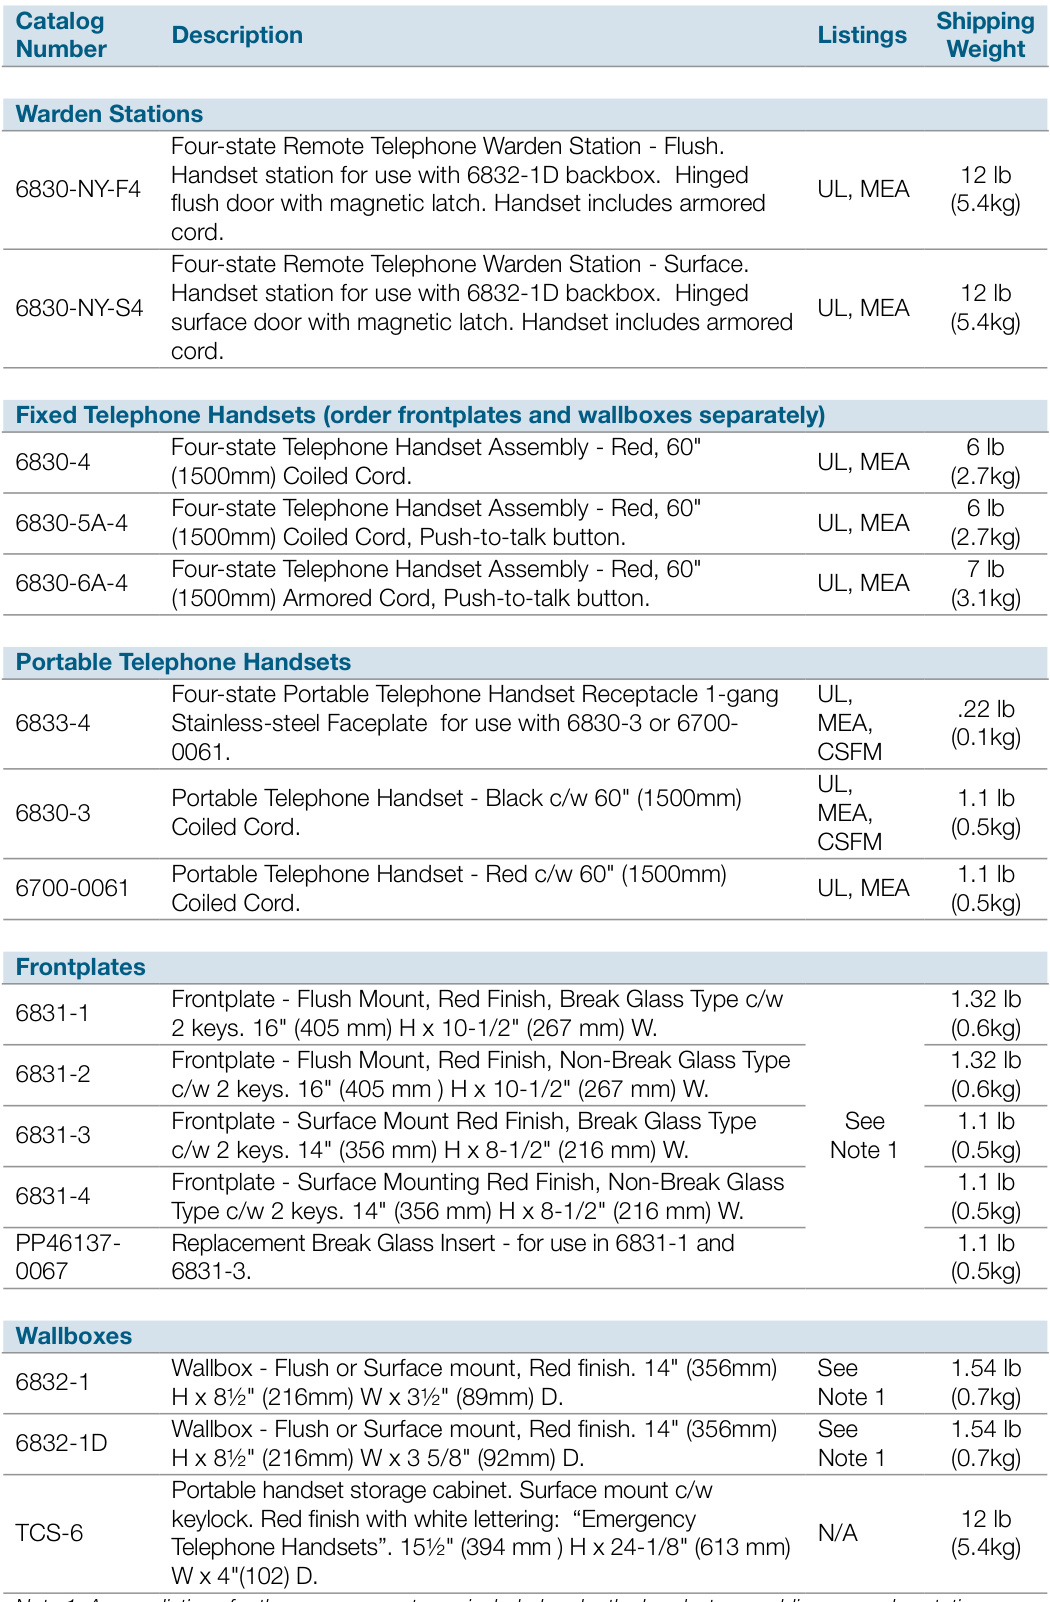 Catalog Number
Description
Listings
Shipping Weight
Warden Stations
6830-NY-F4
Four-state Remote Telephone Warden Station - Flush.
Handset station for use with 6832-1D backbox.  Hinged
flush door with magnetic latch. Handset includes armored
cord.
UL, MEA
12 lb
(5.4kg)
6830-NY-S4
Four-state Remote Telephone Warden Station - Surface.
Handset station for use with 6832-1D backbox.  Hinged
surface door with magnetic latch. Handset includes armored
cord.
UL, MEA
12 lb
(5.4kg)
Fixed Telephone Handsets (order frontplates and wallboxes separately)
6830-4
Four-state Telephone Handset Assembly - Red, 60"
(1500mm) Coiled Cord.
UL, MEA
6 lb
(2.7kg)
6830-5A-4
Four-state Telephone Handset Assembly - Red, 60"
(1500mm) Coiled Cord, Push-to-talk button.
UL, MEA
6 lb
(2.7kg)
6830-6A-4
Four-state Telephone Handset Assembly - Red, 60"
(1500mm) Armored Cord, Push-to-talk button.
UL, MEA
7 lb
(3.1kg)
Portable Telephone Handsets
6833-4
Four-state Portable Telephone Handset Receptacle 1-gang
Stainless-steel Faceplate  for use with 6830-3 or 6700-
0061.
UL,
MEA,
CSFM
.22 lb
(0.1kg)
6830-3
Portable Telephone Handset - Black c/w 60" (1500mm)
Coiled Cord.
UL,
MEA,
CSFM
1.1 lb
(0.5kg)
6700-0061
Portable Telephone Handset - Red c/w 60" (1500mm)
Coiled Cord.
UL, MEA
1.1 lb
(0.5kg)
Frontplates
6831-1
Frontplate - Flush Mount, Red Finish, Break Glass Type c/w
2 keys. 16" (405 mm) H x 10-1/2" (267 mm) W.
1.32 lb
(0.6kg)
6831-2
Frontplate - Flush Mount, Red Finish, Non-Break Glass Type
c/w 2 keys. 16" (405 mm ) H x 10-1/2" (267 mm) W.
1.32 lb
(0.6kg)
6831-3
Frontplate - Surface Mount Red Finish, Break Glass Type
c/w 2 keys. 14" (356 mm) H x 8-1/2" (216 mm) W.
See
Note 1
1.1 lb
(0.5kg)
6831-4
Frontplate - Surface Mounting Red Finish, Non-Break Glass
Type c/w 2 keys. 14" (356 mm) H x 8-1/2" (216 mm) W.
1.1 lb
(0.5kg)
PP46137-
0067
Replacement Break Glass Insert - for use in 6831-1 and
6831-3.
1.1 lb
(0.5kg)
Wallboxes
6832-1
Wallbox - Flush or Surface mount, Red finish. 14" (356mm)
H x 8½" (216mm) W x 3½" (89mm) D.
See
Note 1
1.54 lb
(0.7kg)
6832-1D
Wallbox - Flush or Surface mount, Red finish. 14" (356mm)
H x 8½" (216mm) W x 3 5/8" (92mm) D.
See
Note 1
1.54 lb
(0.7kg)
TCS-6
Portable handset storage cabinet. Surface mount c/w
keylock. Red finish with white lettering:  “Emergency
Telephone Handsets”. 15½" (394 mm ) H x 24-1/8" (613 mm)
W x 4"(102) D.
N/A
12 lb
(5.4kg)